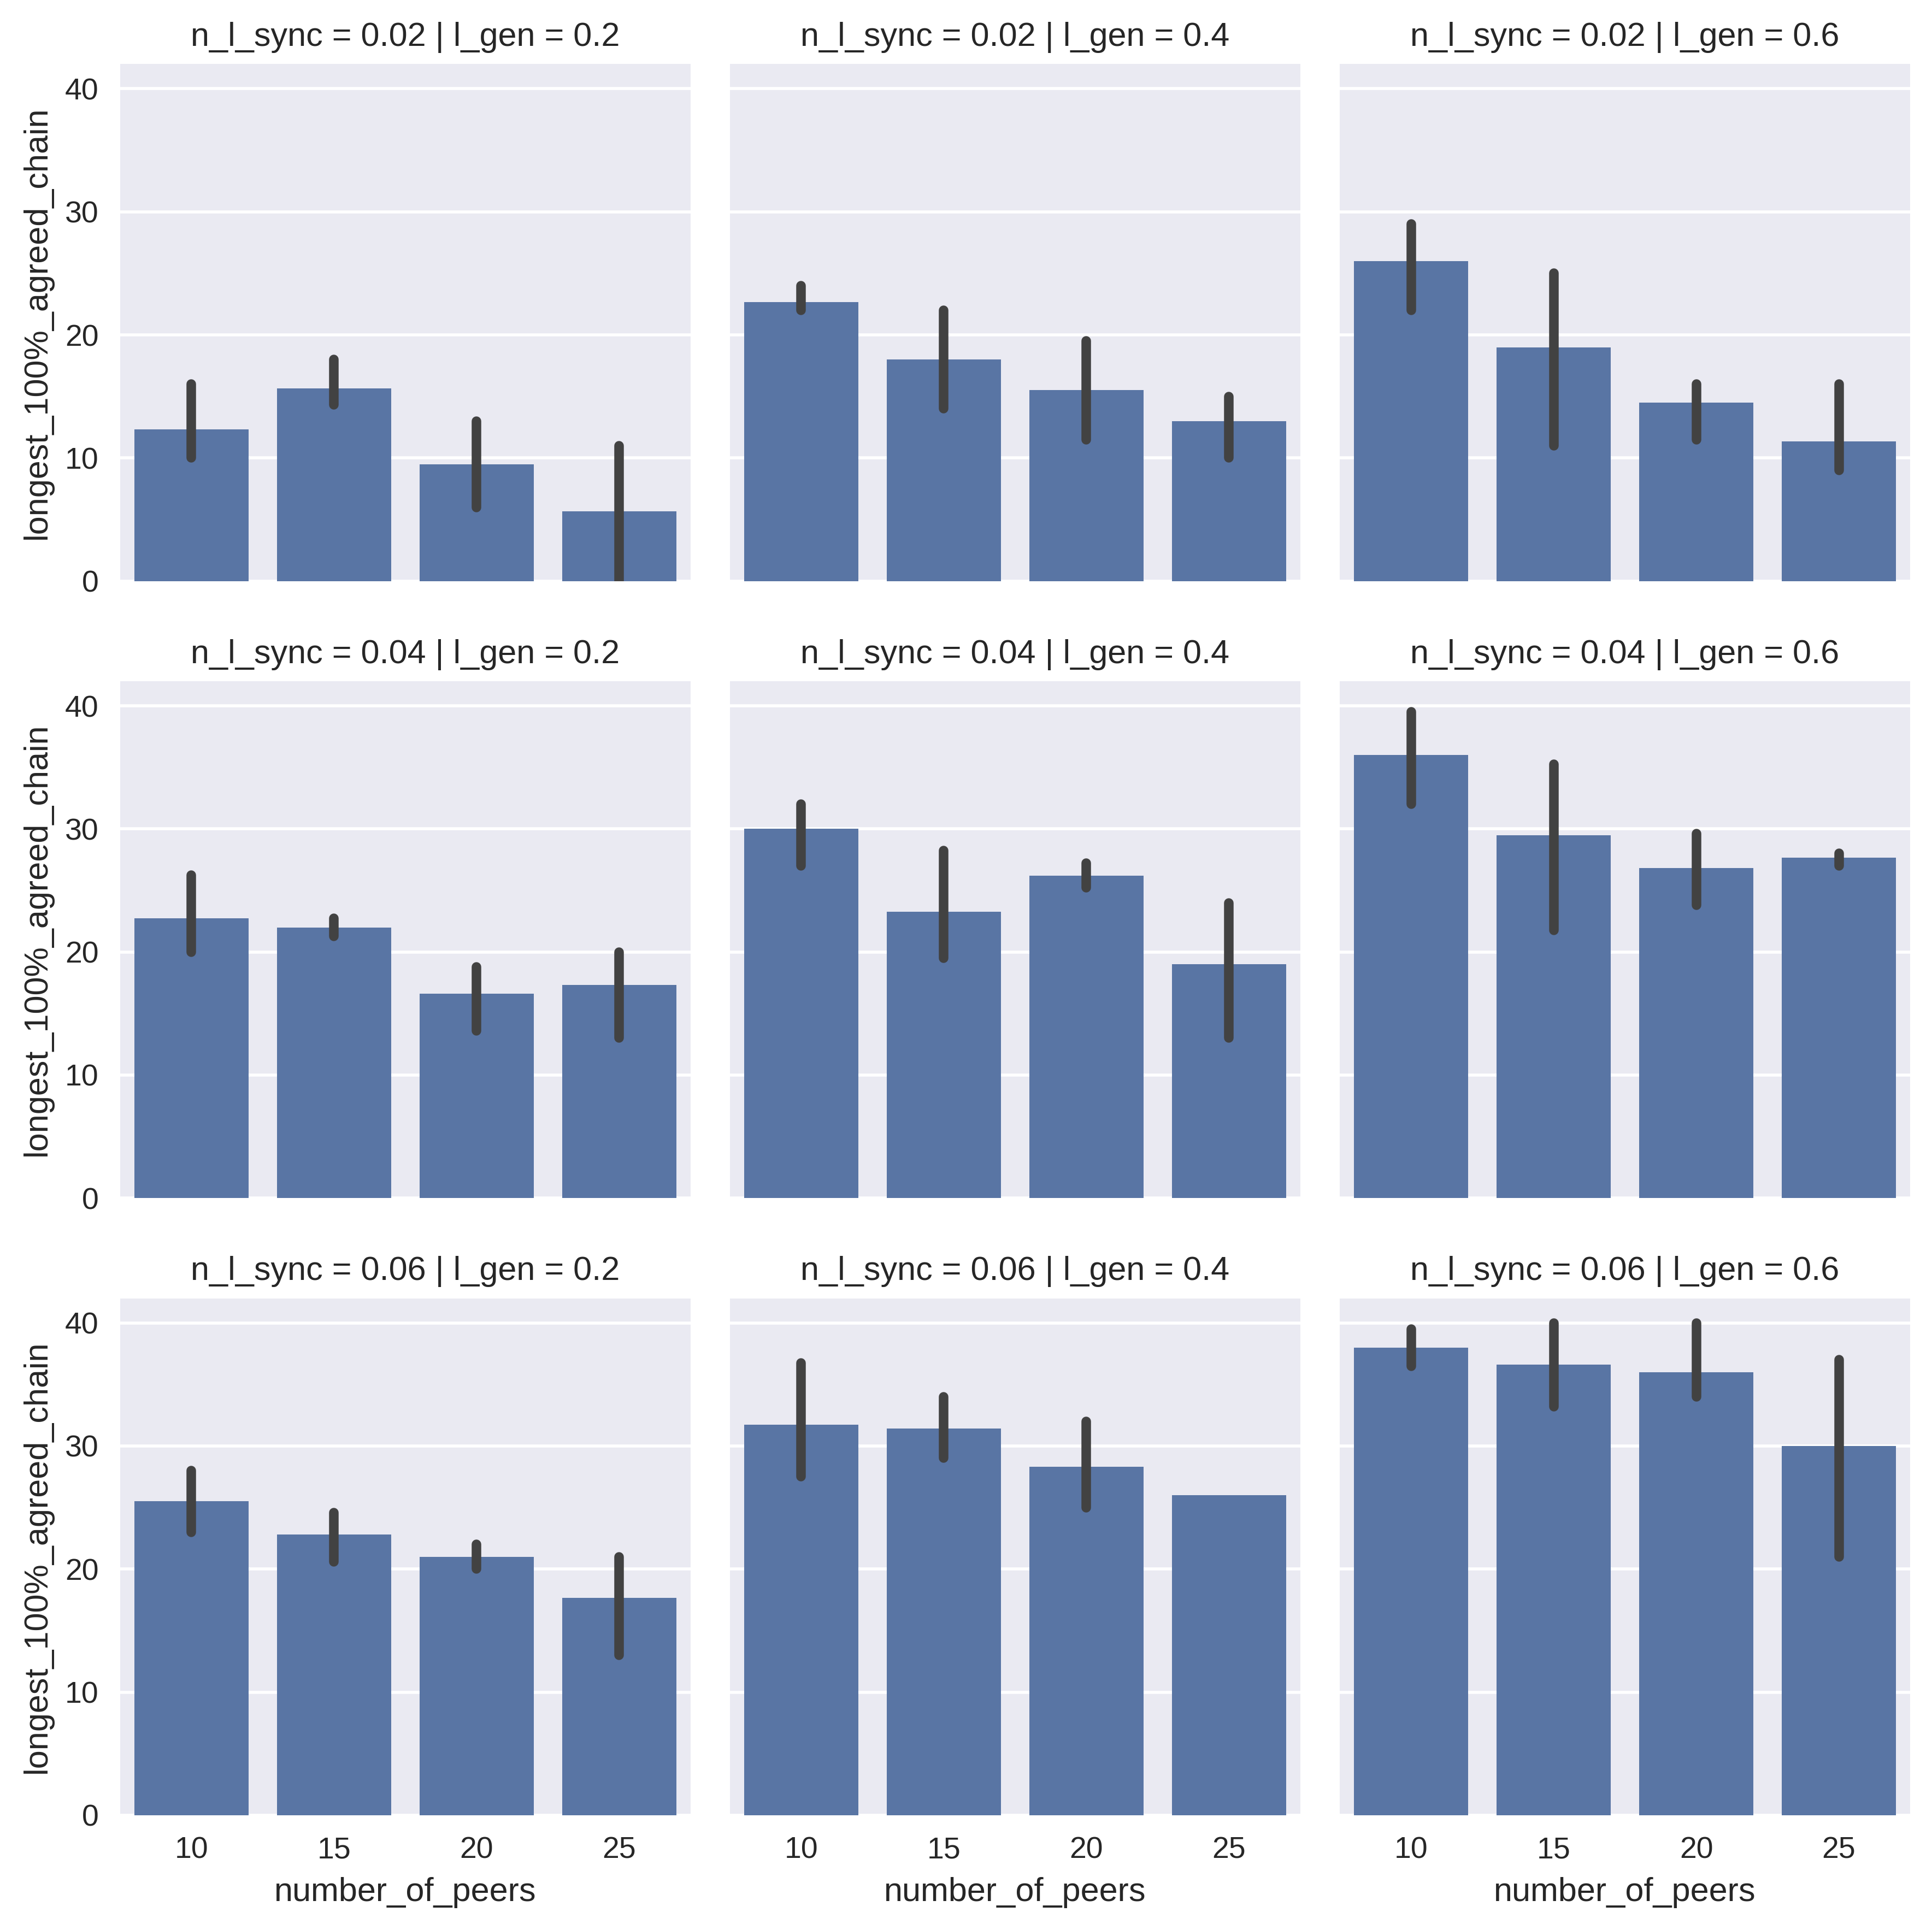 n_l_sync = 0.02 | l_gen = 0.2
n_l_sync = 0.02 | l_gen = 0.4
n_l_sync = 0.02 | l_gen = 0.6
longest_100%_agreed_chain
40
30
20
10
0
n_l_sync = 0.04 | l_gen = 0.2
n_l_sync = 0.04 | l_gen = 0.4
n_l_sync = 0.04 | l_gen = 0.6
longest_100%_agreed_chain
40
30
20
10
0
n_l_sync = 0.06 | l_gen = 0.2
n_l_sync = 0.06 | l_gen = 0.4
n_l_sync = 0.06 | l_gen = 0.6
longest_100%_agreed_chain
40
30
20
10
0
10 15 20 25
10 15 20 25
10 15 20 25
number_of_peers
number_of_peers
number_of_peers